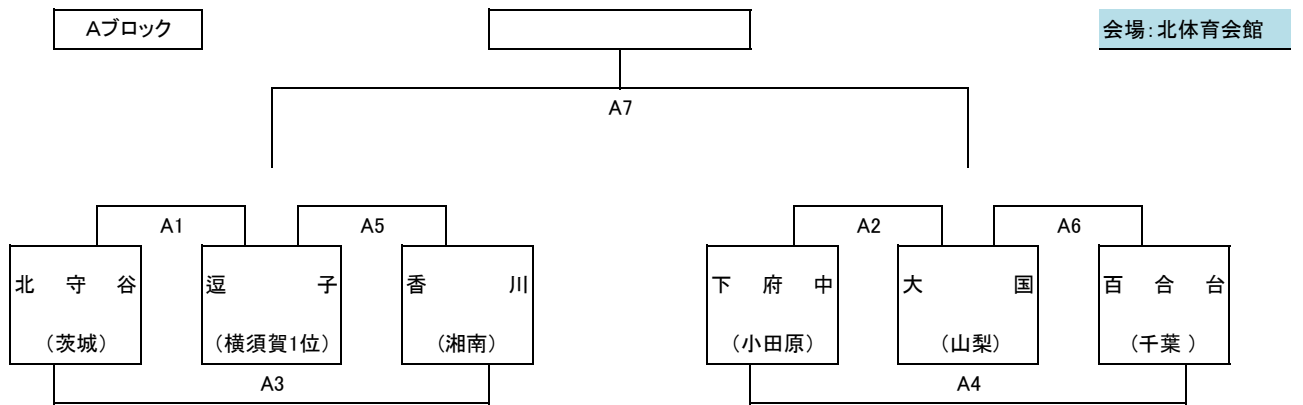 Aブロック
会場：北体育会館
A7
A1 A5 A2 A6
北守谷 逗子 香川 下府中 大国 百合台
（茨城） （横須賀1位） （湘南） （小田原） （山梨） （千葉 ）
A3 A4